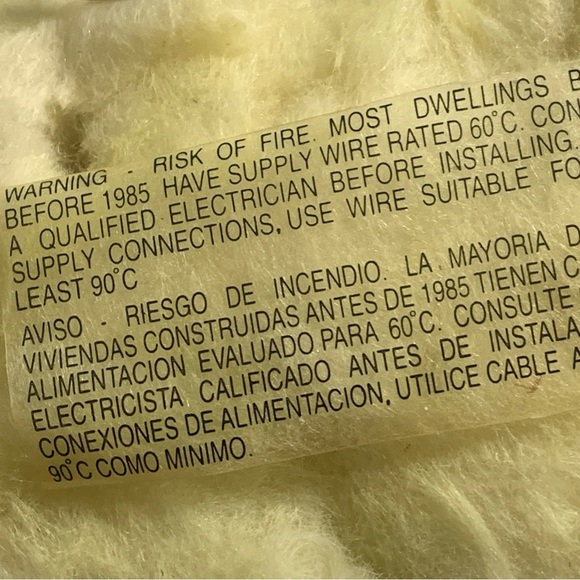 WARNING - RISK OF FIRE. MOST DWELLINGS
BEFORE 1985 HAVE SUPPLY WIRE RATED 60°C.
A QUALIFIED ELECTRICIAN BEFORE INSTALLING.
SUPPLY CONNECTIONS, USE WIRE SUITABLE
LEAST 90°C
AVISO - RIESGO DE INCENDIO. LA MAYORIA
VIVIENDAS CONSTRUIDAS ANTES DE 1985 TIENEN
ALIMENTACION EVALUADO PARA 60°C. CONSULTE
ELECTRICISTA CALIFICADO ANTES DE
CONEXIONES DE ALIMENTACION, UTILICE CABLE
90°C COMO MINIMO.